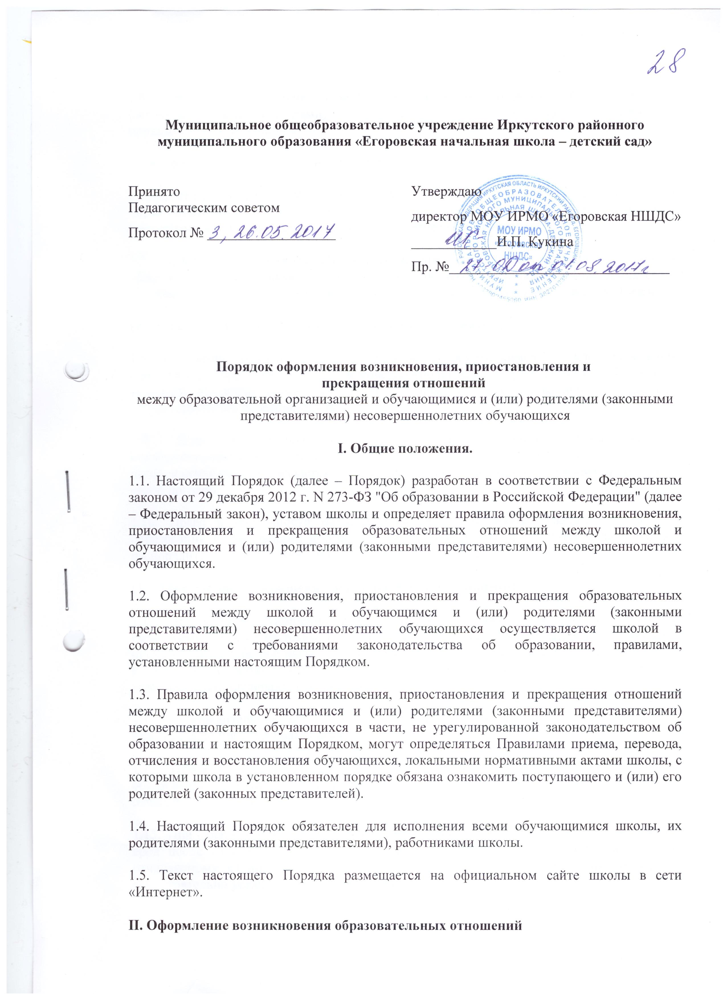 28
Муниципальное общеобразовательное учреждение Иркутского районного
муниципального образования «Егоровская начальная школа – детский сад»
Принято
Педагогическим советом
Протокол № 3, 26.05.2017
Утверждаю
директор МОУ ИРМО «Егоровская НШДС»
И.П. Кукина
Пр. № 27-ОД от 01.08.2017г
МОУ ИРМО
«Егоровская
НШДС»
Порядок оформления возникновения, приостановления и
прекращения отношений
между образовательной организацией и обучающимися и (или) родителями (законными
представителями) несовершеннолетних обучающихся
I. Общие положения.
1.1. Настоящий Порядок (далее – Порядок) разработан в соответствии с Федеральным
законом от 29 декабря 2012 г. N 273-ФЗ "Об образовании в Российской Федерации" (далее
– Федеральный закон), уставом школы и определяет правила оформления возникновения,
приостановления и прекращения образовательных отношений между школой и
обучающимися и (или) родителями (законными представителями) несовершеннолетних
обучающихся.
1.2. Оформление возникновения, приостановления и прекращения образовательных
отношений между школой и обучающимся и (или) родителями (законными
представителями) несовершеннолетних обучающихся осуществляется школой в
соответствии с требованиями законодательства об образовании, правилами,
установленными настоящим Порядком.
1.3. Правила оформления возникновения, приостановления и прекращения отношений
между школой и обучающимися и (или) родителями (законными представителями)
несовершеннолетних обучающихся в части, не урегулированной законодательством об
образовании и настоящим Порядком, могут определяться Правилами приема, перевода,
отчисления и восстановления обучающихся, локальными нормативными актами школы, с
которыми школа в установленном порядке обязана ознакомить поступающего и (или) его
родителей (законных представителей).
1.4. Настоящий Порядок обязателен для исполнения всеми обучающимися школы, их
родителями (законными представителями), работниками школы.
1.5. Текст настоящего Порядка размещается на официальном сайте школы в сети
«Интернет».
II. Оформление возникновения образовательных отношений